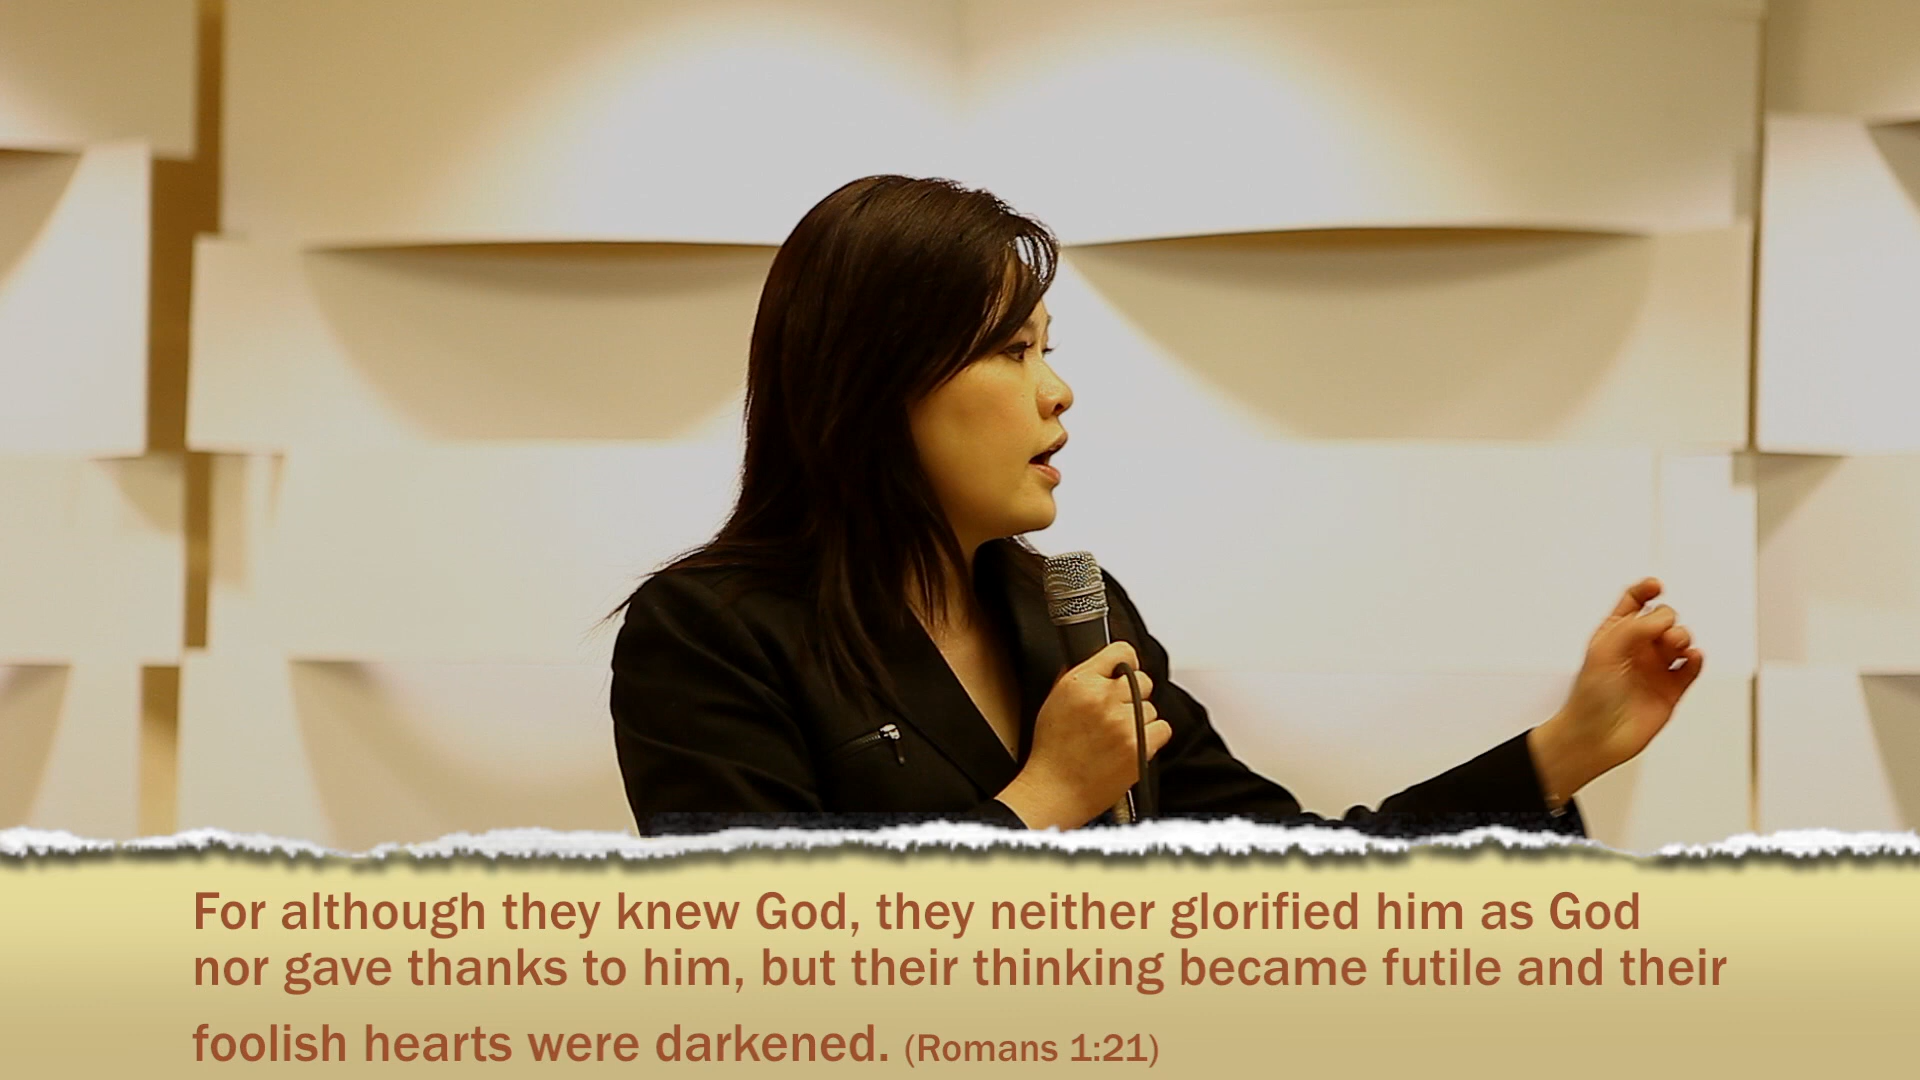 For although they knew God, they neither glorified him as God
nor gave thanks to him, but their thinking became futile and their
foolish hearts were darkened. (Romans 1:21)